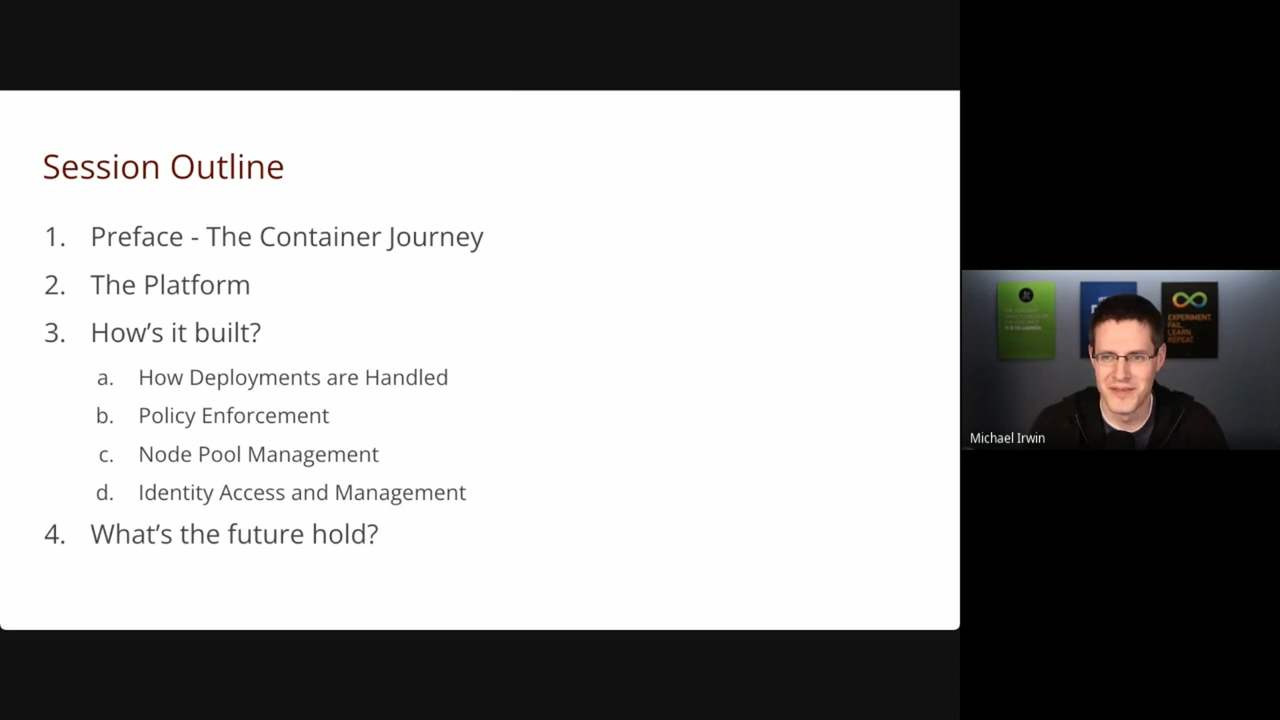 Session Outline
1. Preface - The Container Journey
2. The Platform
3. How's it built?
a. How Deployments are Handled
b. Policy Enforcement
c. Node Pool Management
d. Identity Access and Management
4. What's the future hold?
EXPERIMENT.
FAIL.
LEARN.
REPEAT.
Michael Irwin